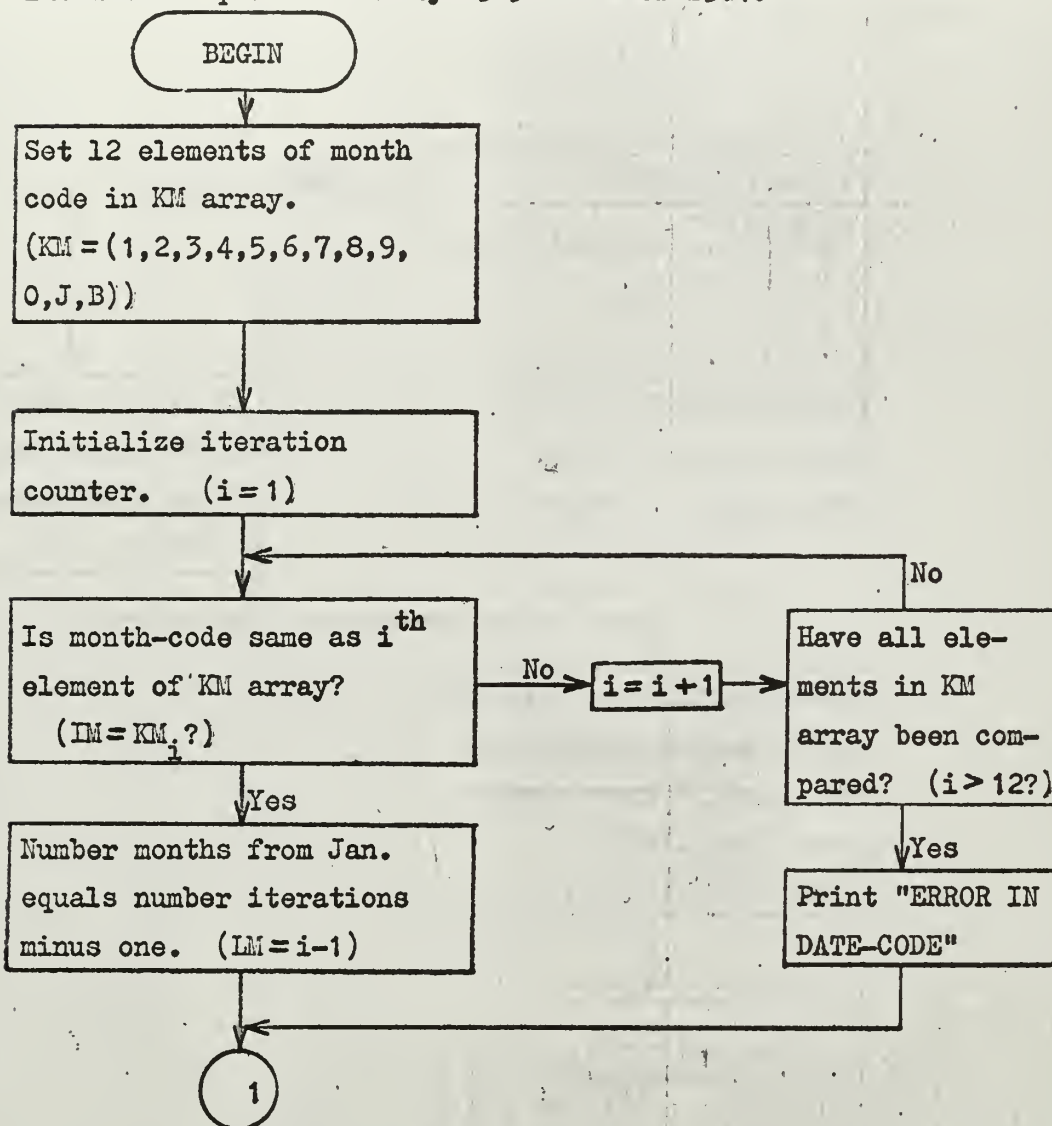 BEGIN
Set 12 elements of month
code in KM array.
(KM = (1,2,3,4,5,6,7,8,9,
O,J,B))
Initialize iteration
counter. (i = 1)
No
Is month-code same as ith
element of KM array?
(IM = KMi?)
No
i = i + 1
Have all ele-
ments in KM
array been com-
pared? (i > 12?)
Yes
Number months from Jan.
equals number iterations
minus one. (LM = i-1)
Yes
Print "ERROR IN
DATE-CODE"
1